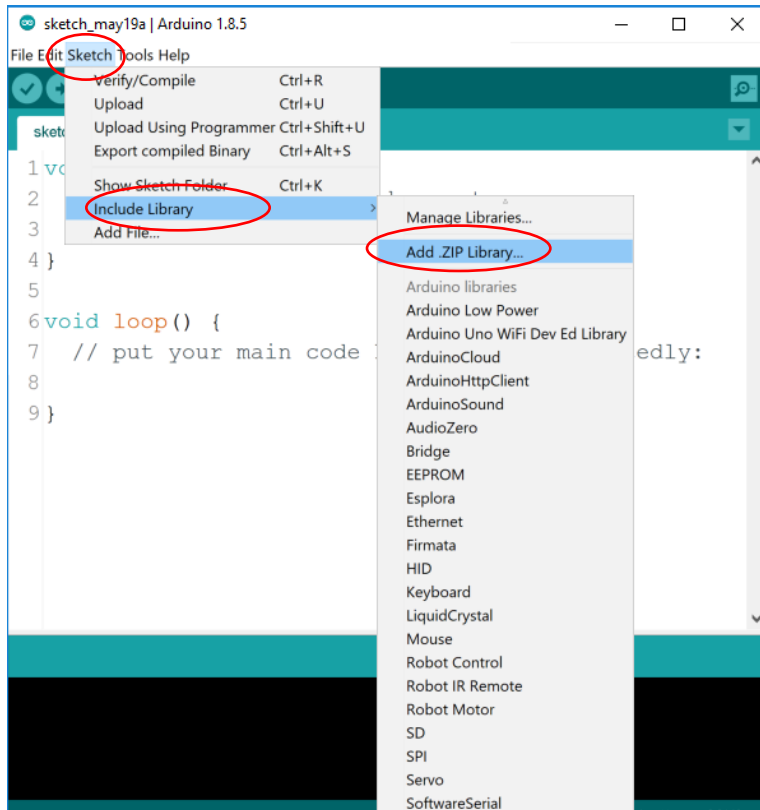 sketch_may19a | Arduino 1.8.5
File Edit Sketch Tools Help
Verify/Compile Ctrl+R
Upload Ctrl+U
Upload Using Programmer Ctrl+Shift+U
Export compiled Binary Ctrl+Alt+S
Show Sketch Folder Ctrl+K
Include Library
Add File...
Manage Libraries...
Add .ZIP Library...
Arduino libraries
Arduino Low Power
Arduino Uno WiFi Dev Ed Library
ArduinoCloud
ArduinoHttpClient
ArduinoSound
AudioZero
Bridge
EEPROM
Esplora
Ethernet
Firmata
HID
Keyboard
LiquidCrystal
Mouse
Robot Control
Robot IR Remote
Robot Motor
SD
SPI
Servo
SoftwareSerial
sket
1 vo
2
3
4 }
5
6 void loop() {
7 // put your main code edly:
8
9 }